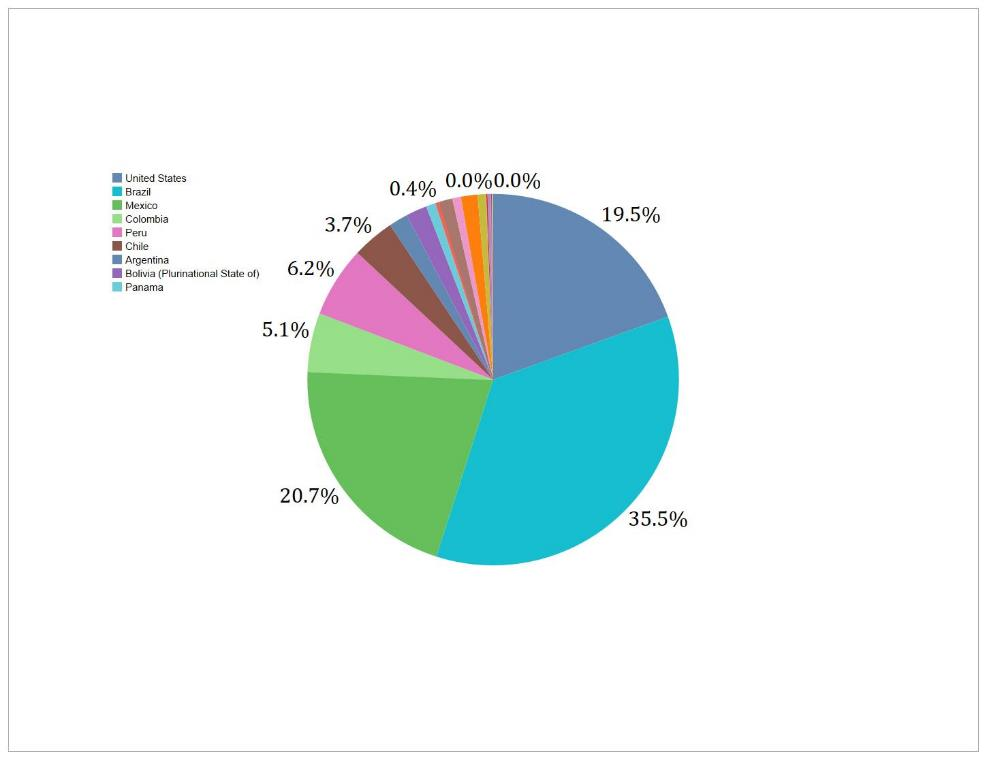 United States
Brazil
Mexico
Colombia
Peru
Chile
Argentina
Bolivia (Plurinational State of)
Panama
0.0%0.0%
0.4%
19.5%
3.7%
6.2%
5.1%
20.7%
35.5%